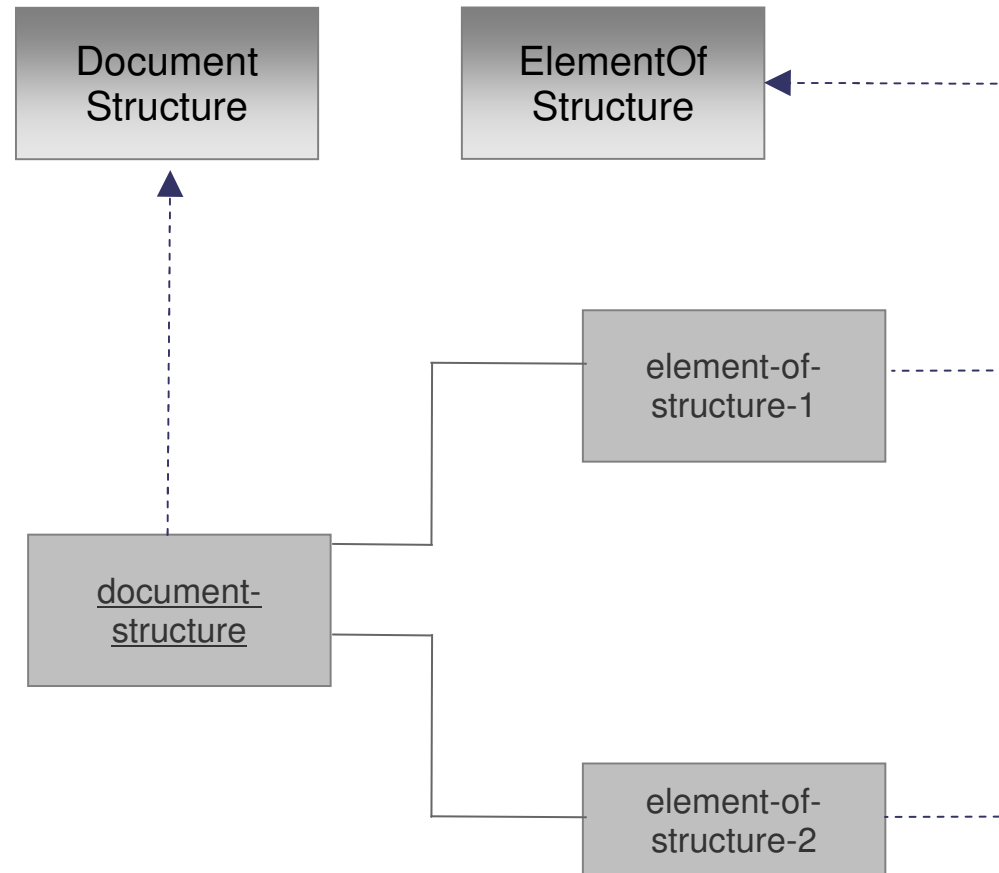 Document
Structure
ElementOf
Structure
element-of-
structure-1
document-
structure
element-of-
structure-2